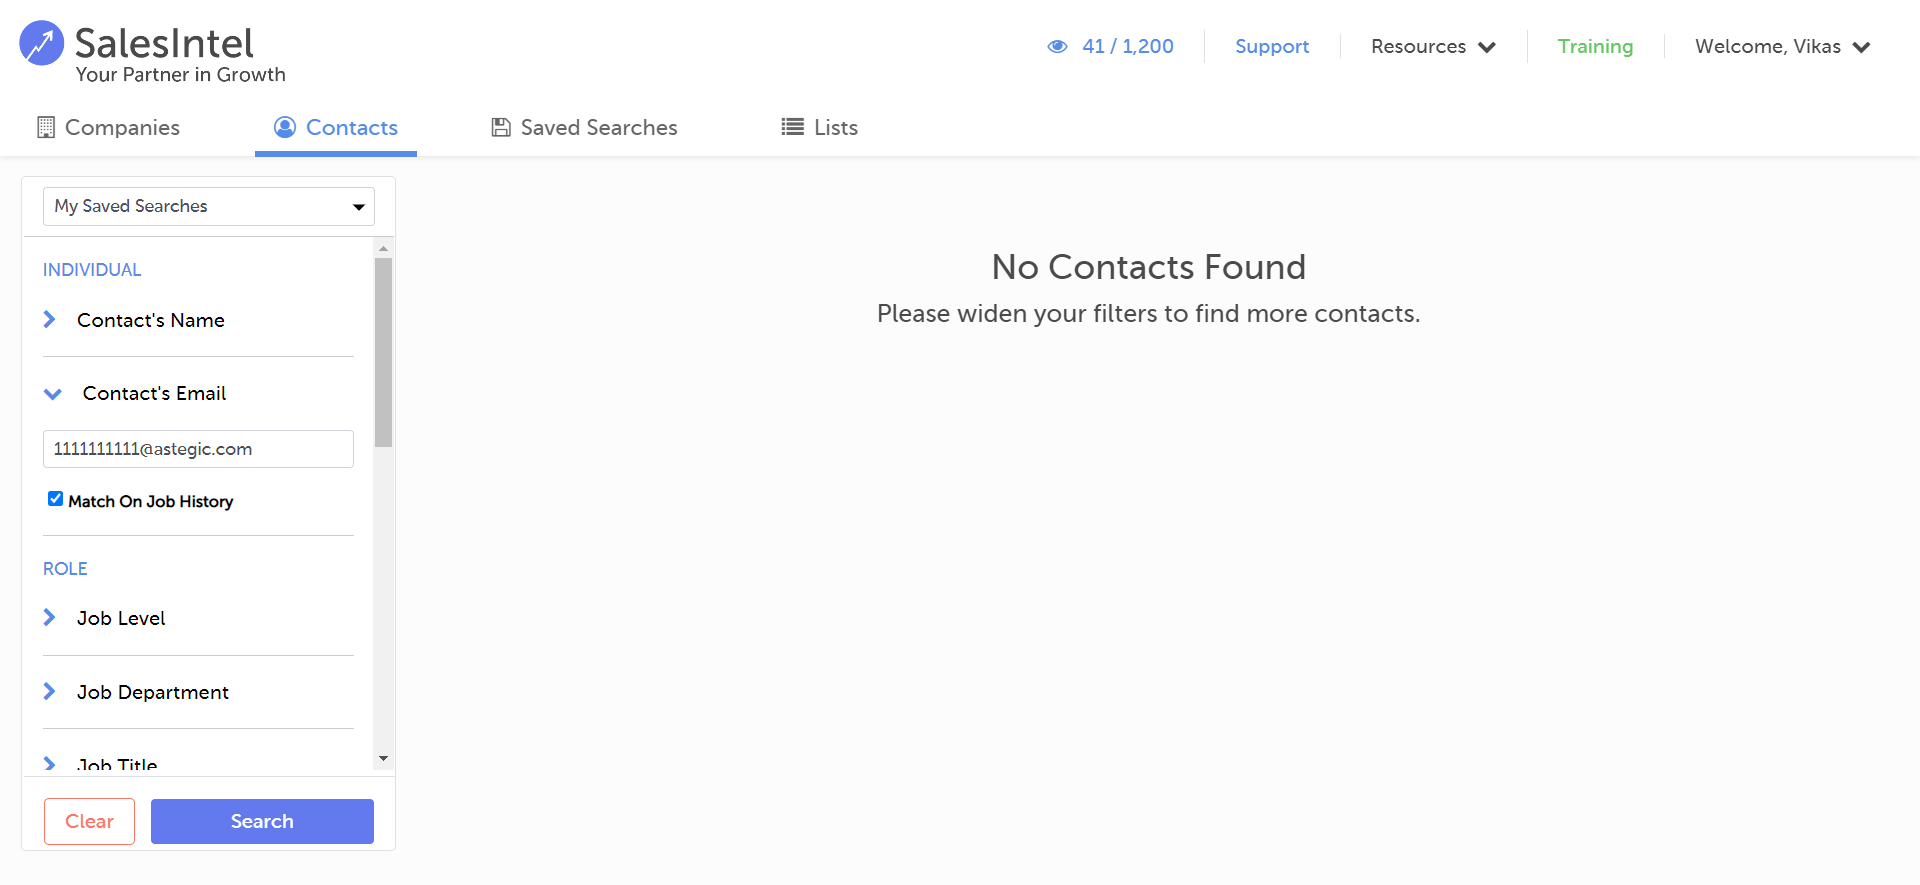 SalesIntel
Your Partner in Growth
41 / 1,200
Support
Resources
Training
Welcome, Vikas
Companies
Contacts
Saved Searches
Lists
My Saved Searches
INDIVIDUAL
Contact's Name
Contact's Email
1111111111@astegic.com
Match On Job History
ROLE
Job Level
Job Department
Job Title
Clear
Search
No Contacts Found
Please widen your filters to find more contacts.